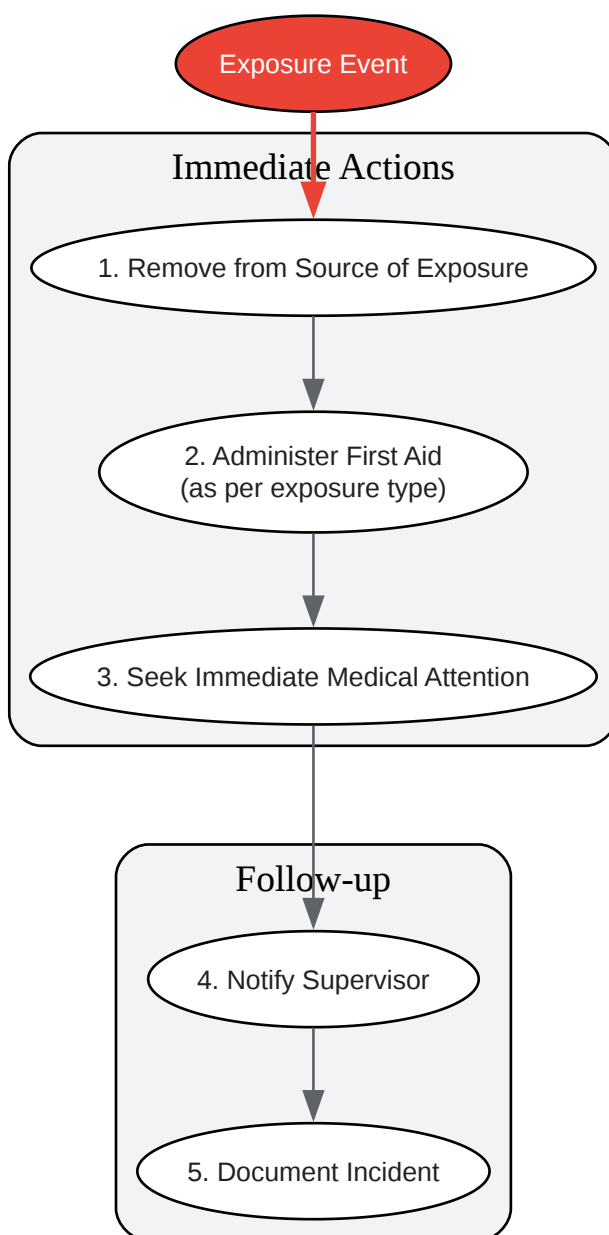 Exposure Event
Immediate Actions
1. Remove from Source of Exposure
2. Administer First Aid
(as per exposure type)
3. Seek Immediate Medical Attention
Follow-up
4. Notify Supervisor
5. Document Incident